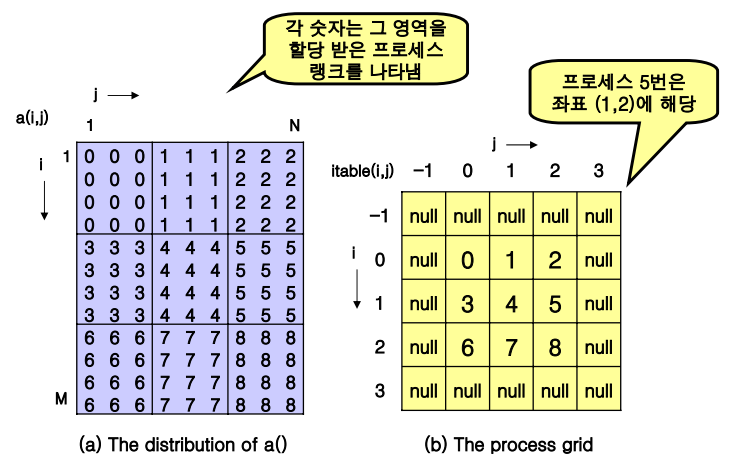 각 숫자는 그 영역을
할당 받은 프로세스
랭크를 나타냄
프로세스 5번은
좌표 (1,2)에 해당
j
a(i,j)
1 N
i
1
0 0 0 1 1 1 2 2 2
0 0 0 1 1 1 2 2 2
0 0 0 1 1 1 2 2 2
0 0 0 1 1 1 2 2 2
3 3 3 4 4 4 5 5 5
3 3 3 4 4 4 5 5 5
3 3 3 4 4 4 5 5 5
3 3 3 4 4 4 5 5 5
6 6 6 7 7 7 8 8 8
6 6 6 7 7 7 8 8 8
6 6 6 7 7 7 8 8 8
M 6 6 6 7 7 7 8 8 8
(a) The distribution of a()
j
itable(i,j) -1 0 1 2 3
-1 null null null null null
i
0 null 0 1 2 null
1 null 3 4 5 null
2 null 6 7 8 null
3 null null null null null
(b) The process grid